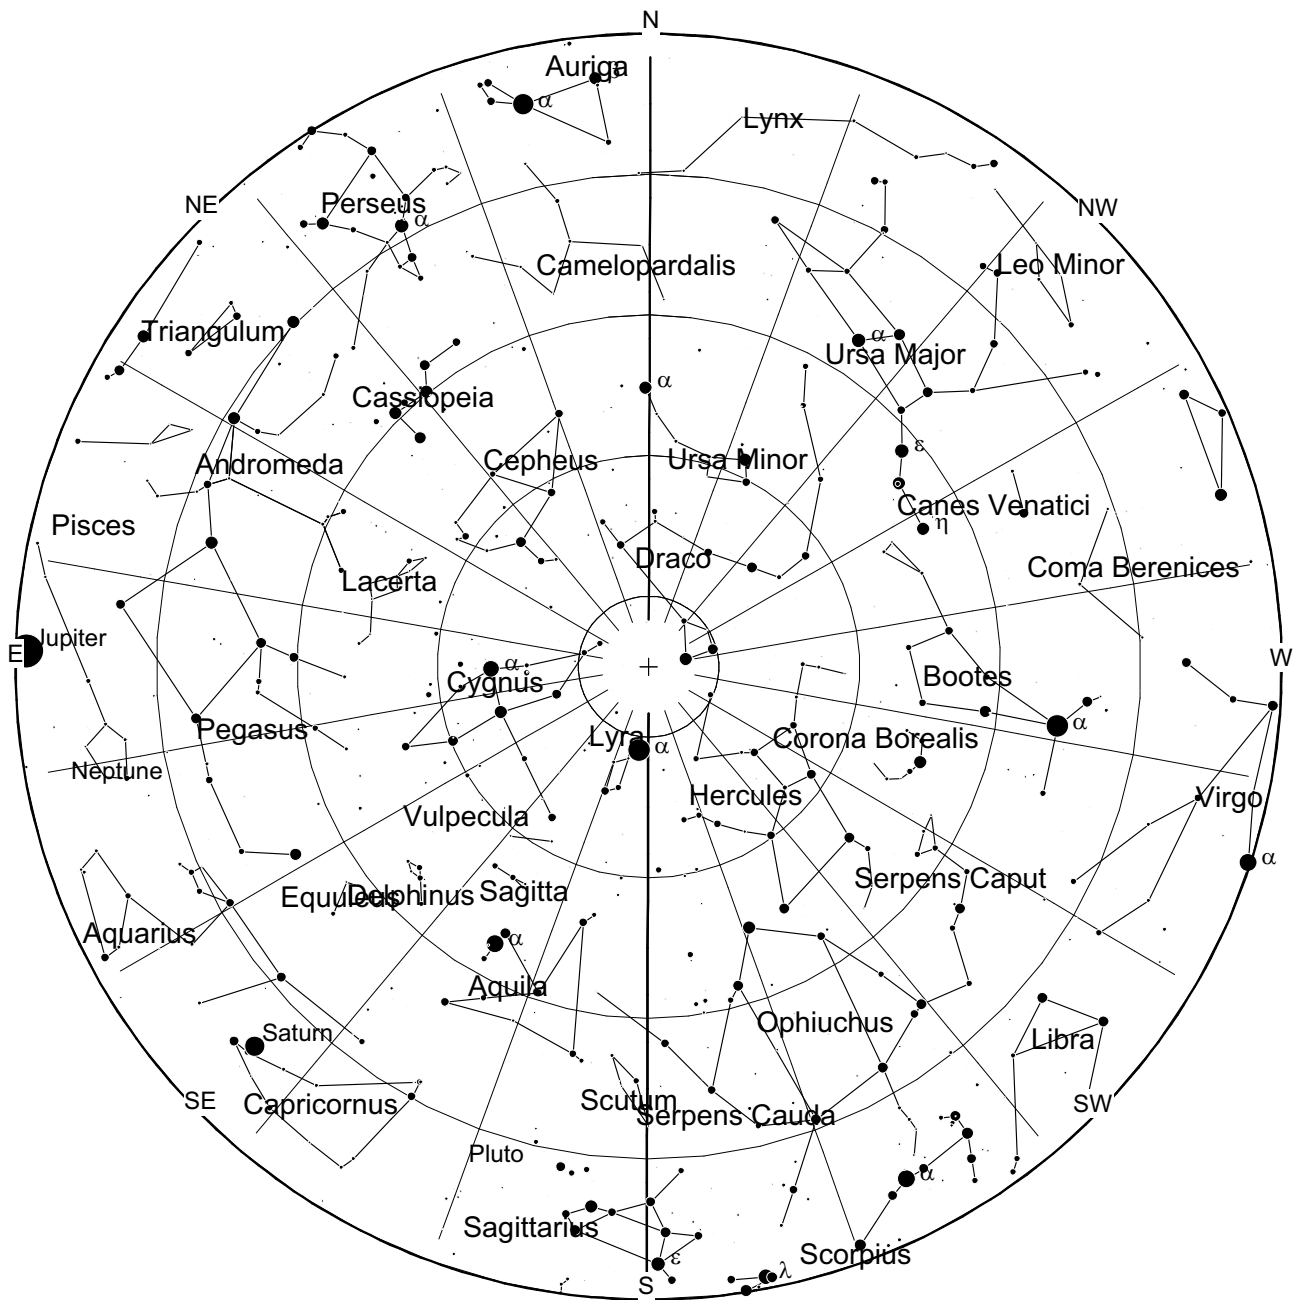 N
Auriga
β
α
Lynx
NE
Perseus
α
NW
Camelopardalis
Leo Minor
Triangulum
α
Ursa Major
α
Cassiopeia
ε
Andromeda
Cepheus
Ursa Minor
Canes Venatici
η
Pisces
Draco
Coma Berenices
Lacerta
Jupiter
E
W
α
Cygnus
Bootes
α
Pegasus
Lyra
α
Corona Borealis
Neptune
Hercules
Virgo
Vulpecula
α
Equuleus
Delphinus
Sagitta
Serpens Caput
Aquarius
α
Aquila
Ophiuchus
Saturn
Libra
SE
Capricornus
Scutum
Serpens Cauda
SW
Pluto
α
Sagittarius
Scorpius
ε
λ
S